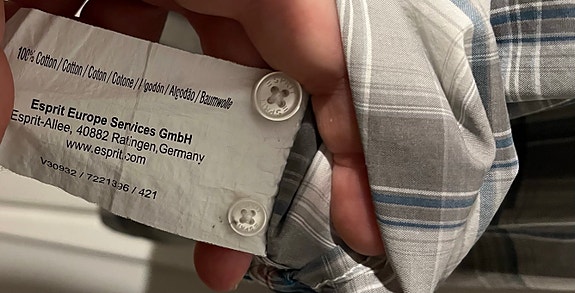 100% Cotton / Cotton / Coton / Cotone / Algodón / Algodão / Baumwolle
Esprit Europe Services GmbH
Esprit-Allee, 40882 Ratingen,Germany
www.esprit.com
V30932 / 7221396 / 421